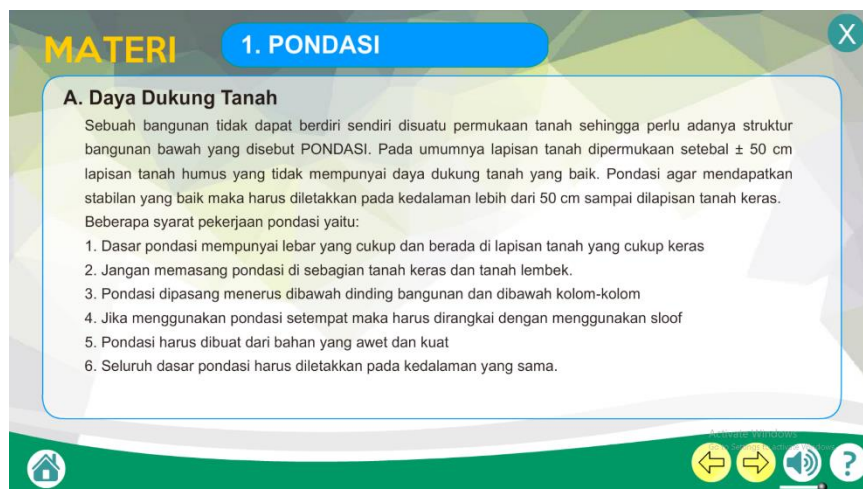 MATERI
1. PONDASI
X
A. Daya Dukung Tanah
Sebuah bangunan tidak dapat berdiri sendiri disuatu permukaan tanah sehingga perlu adanya struktur
bangunan bawah yang disebut PONDASI. Pada umumnya lapisan tanah dipermukaan setebal ± 50 cm
lapisan tanah humus yang tidak mempunyai daya dukung tanah yang baik. Pondasi agar mendapatkan
stabilan yang baik maka harus diletakkan pada kedalaman lebih dari 50 cm sampai dilapisan tanah keras.
Beberapa syarat pekerjaan pondasi yaitu:
1. Dasar pondasi mempunyai lebar yang cukup dan berada di lapisan tanah yang cukup keras
2. Jangan memasang pondasi di sebagian tanah keras dan tanah lembek.
3. Pondasi dipasang menerus dibawah dinding bangunan dan dibawah kolom-kolom
4. Jika menggunakan pondasi setempat maka harus dirangkai dengan menggunakan sloof
5. Pondasi harus dibuat dari bahan yang awet dan kuat
6. Seluruh dasar pondasi harus diletakkan pada kedalaman yang sama.
Activate Windows
?